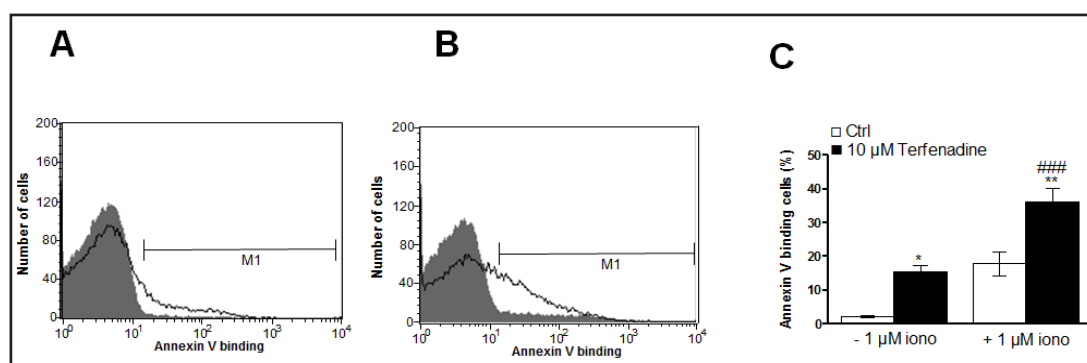 A
B
C
200
160
120
80
40
0
Number of cells
M1
10^0
10^1
10^2
10^3
10^4
Annexin V binding
200
160
120
80
40
0
Number of cells
M1
10^0
10^1
10^2
10^3
10^4
Annexin V binding
Ctrl
10 µM Terfenadine
50
40
30
20
10
0
Annexin V binding cells (%)
*
###
**
- 1 µM iono
+ 1 µM iono